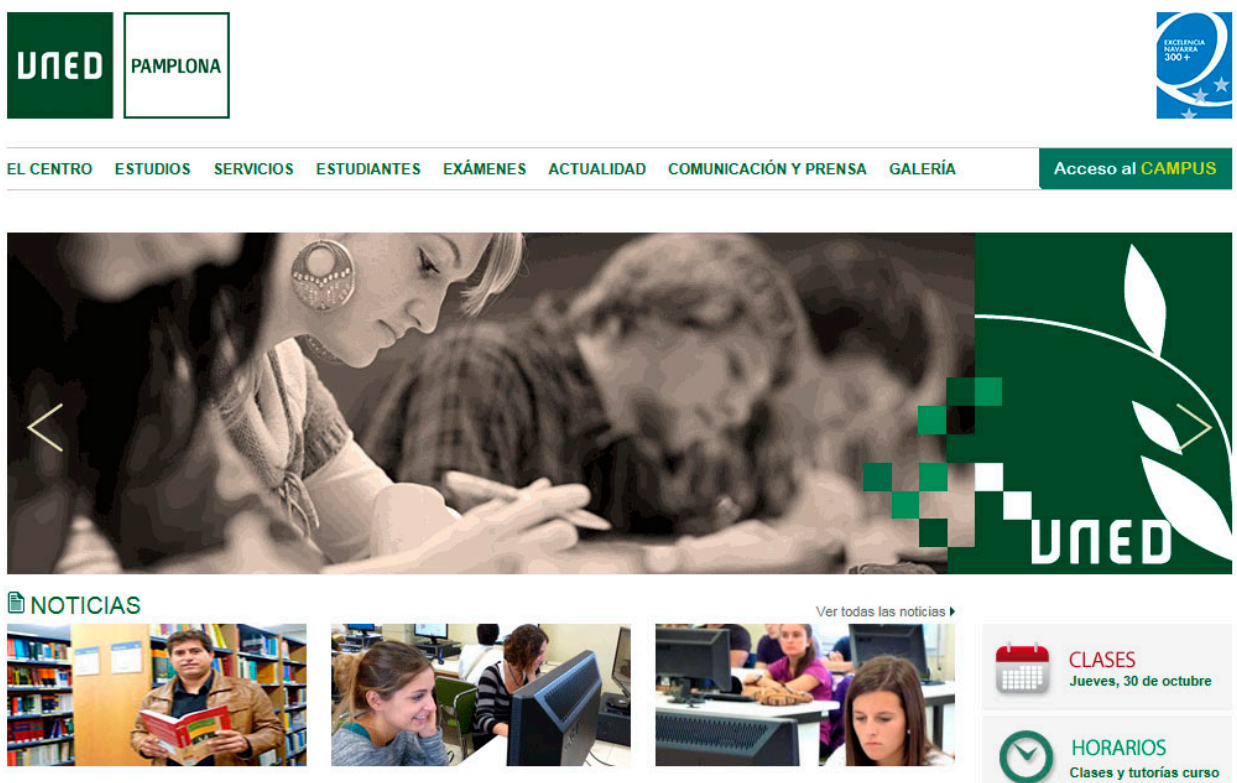 UNED
PAMPLONA
EXCELENCIA
NAVARRA
300 +
EL CENTRO ESTUDIOS SERVICIOS ESTUDIANTES EXÁMENES ACTUALIDAD COMUNICACIÓN Y PRENSA GALERÍA Acceso al CAMPUS
UNED
NOTICIAS
Ver todas las noticias
CLASES
Jueves, 30 de octubre
HORARIOS
Clases y tutorías curso